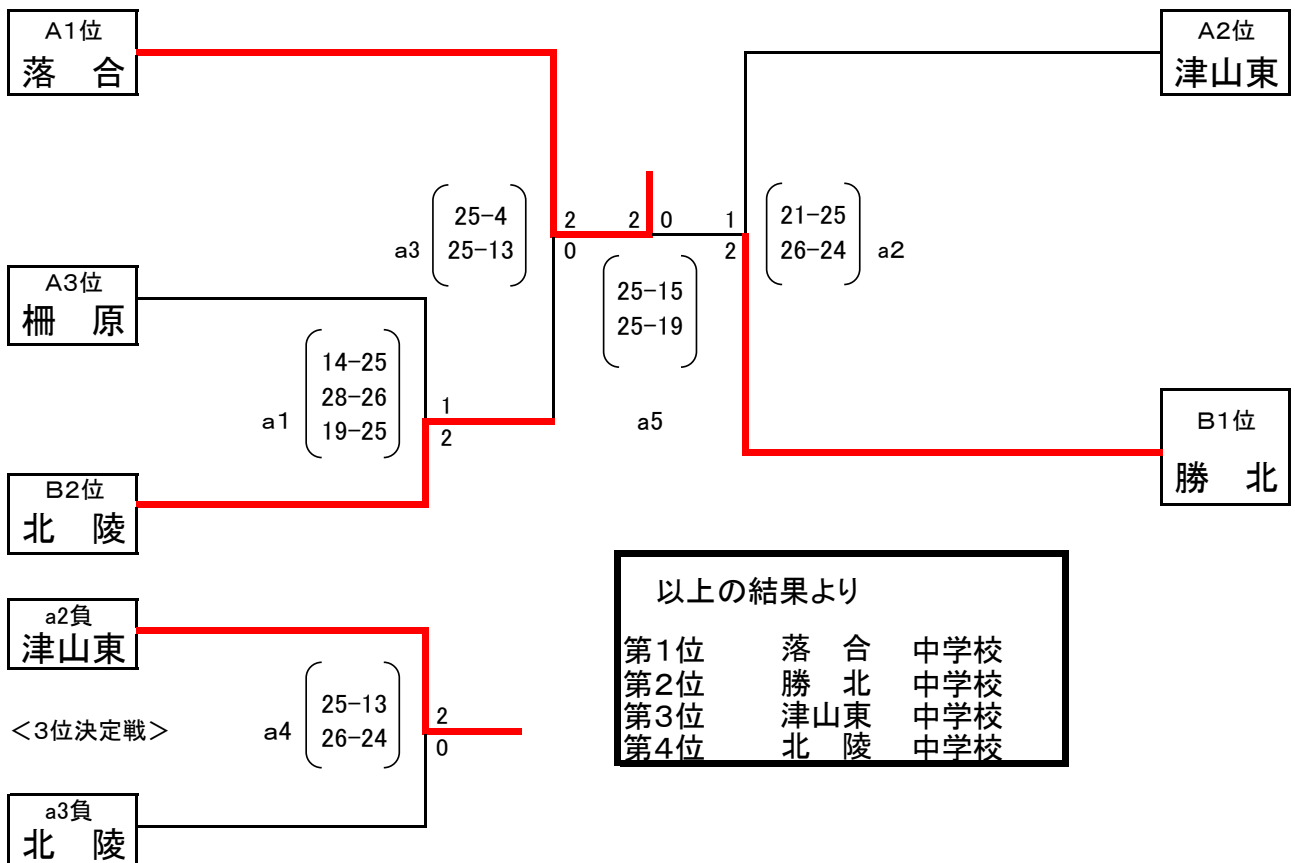 A1位
落　合
A2位
津山東
a3
25-4
25-13
2
0
2
0
1
2
21-25
26-24
a2
25-15
25-19
a5
A3位
柵　原
a1
14-25
28-26
19-25
1
2
B2位
北　陵
B1位
勝　北
a2負
津山東
＜3位決定戦＞
a4
25-13
26-24
2
0
a3負
北　陵
以上の結果より
第1位　落　合　中学校
第2位　勝　北　中学校
第3位　津山東　中学校
第4位　北　陵　中学校